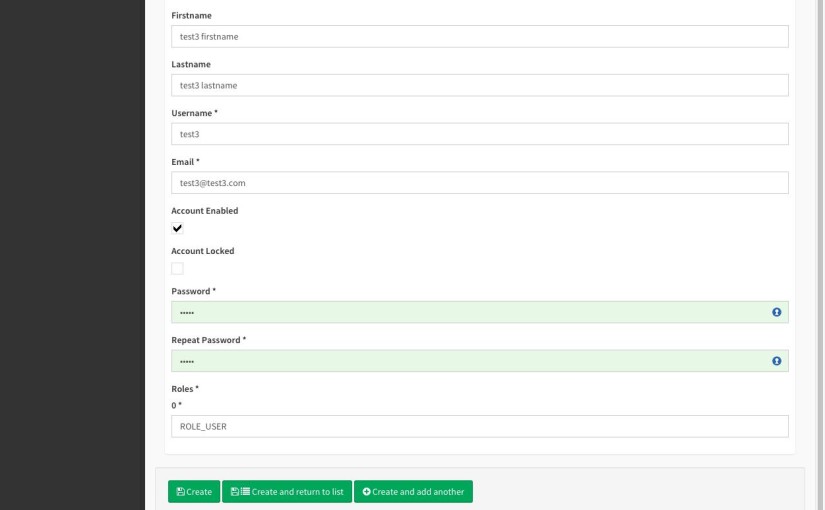 Firstname
test3 firstname
Lastname
test3 lastname
Username *
test3
Email *
test3@test3.com
Account Enabled
Account Locked
Password *
•••••
Repeat Password *
•••••
Roles *
0 *
ROLE_USER
Create Create and return to list Create and add another